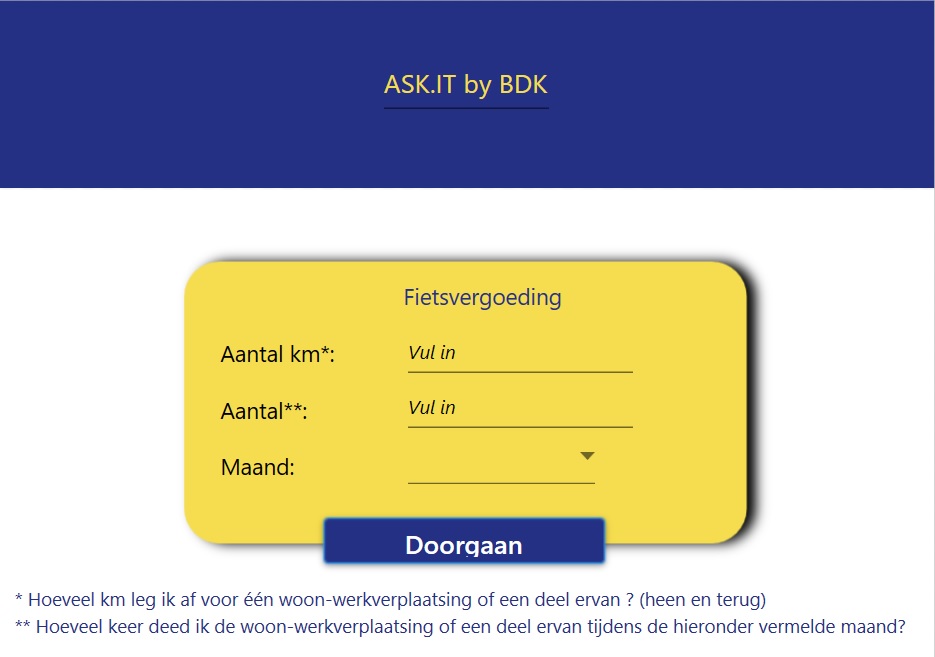 ASK.IT by BDK
Fietsvergoeding
Aantal km*:
Vul in
Aantal**:
Vul in
Maand:
Doorgaan
* Hoeveel km leg ik af voor één woon-werkverplaatsing of een deel ervan ? (heen en terug)
** Hoeveel keer deed ik de woon-werkverplaatsing of een deel ervan tijdens de hieronder vermelde maand?